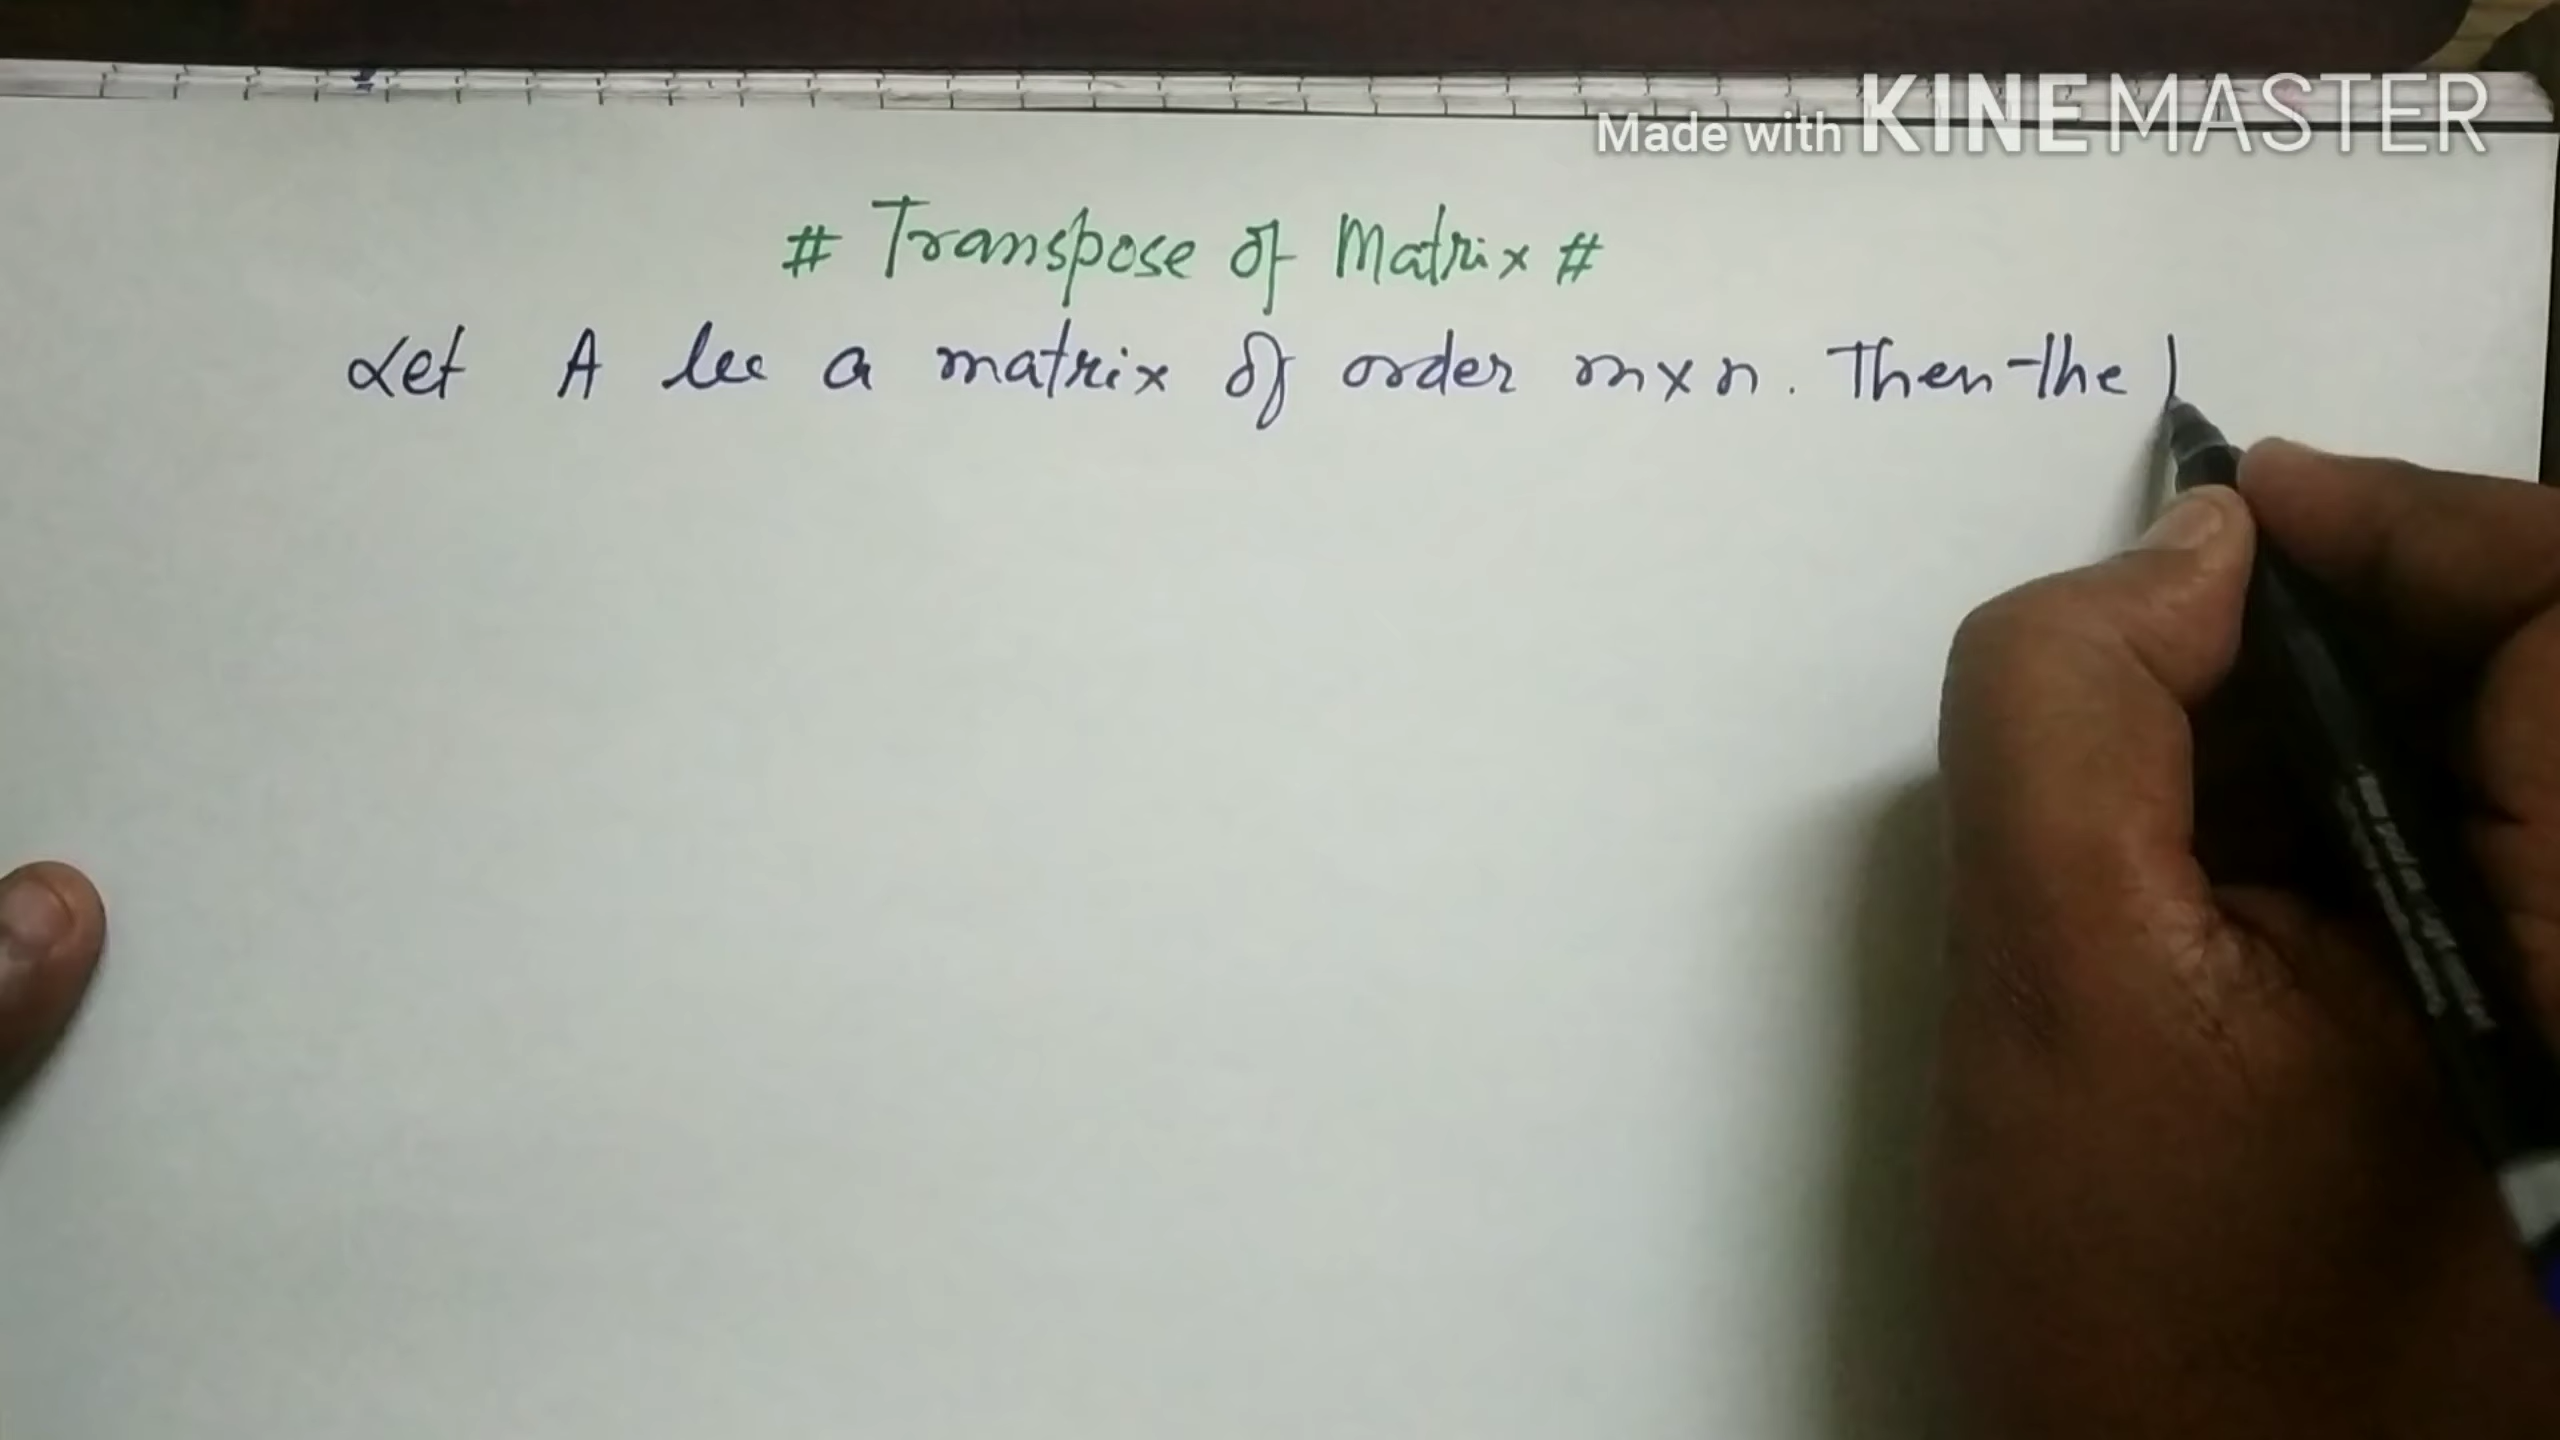 Made with KINEMASTER
# Transpose of Matrix #
Let A be a matrix of order m×n. Then the